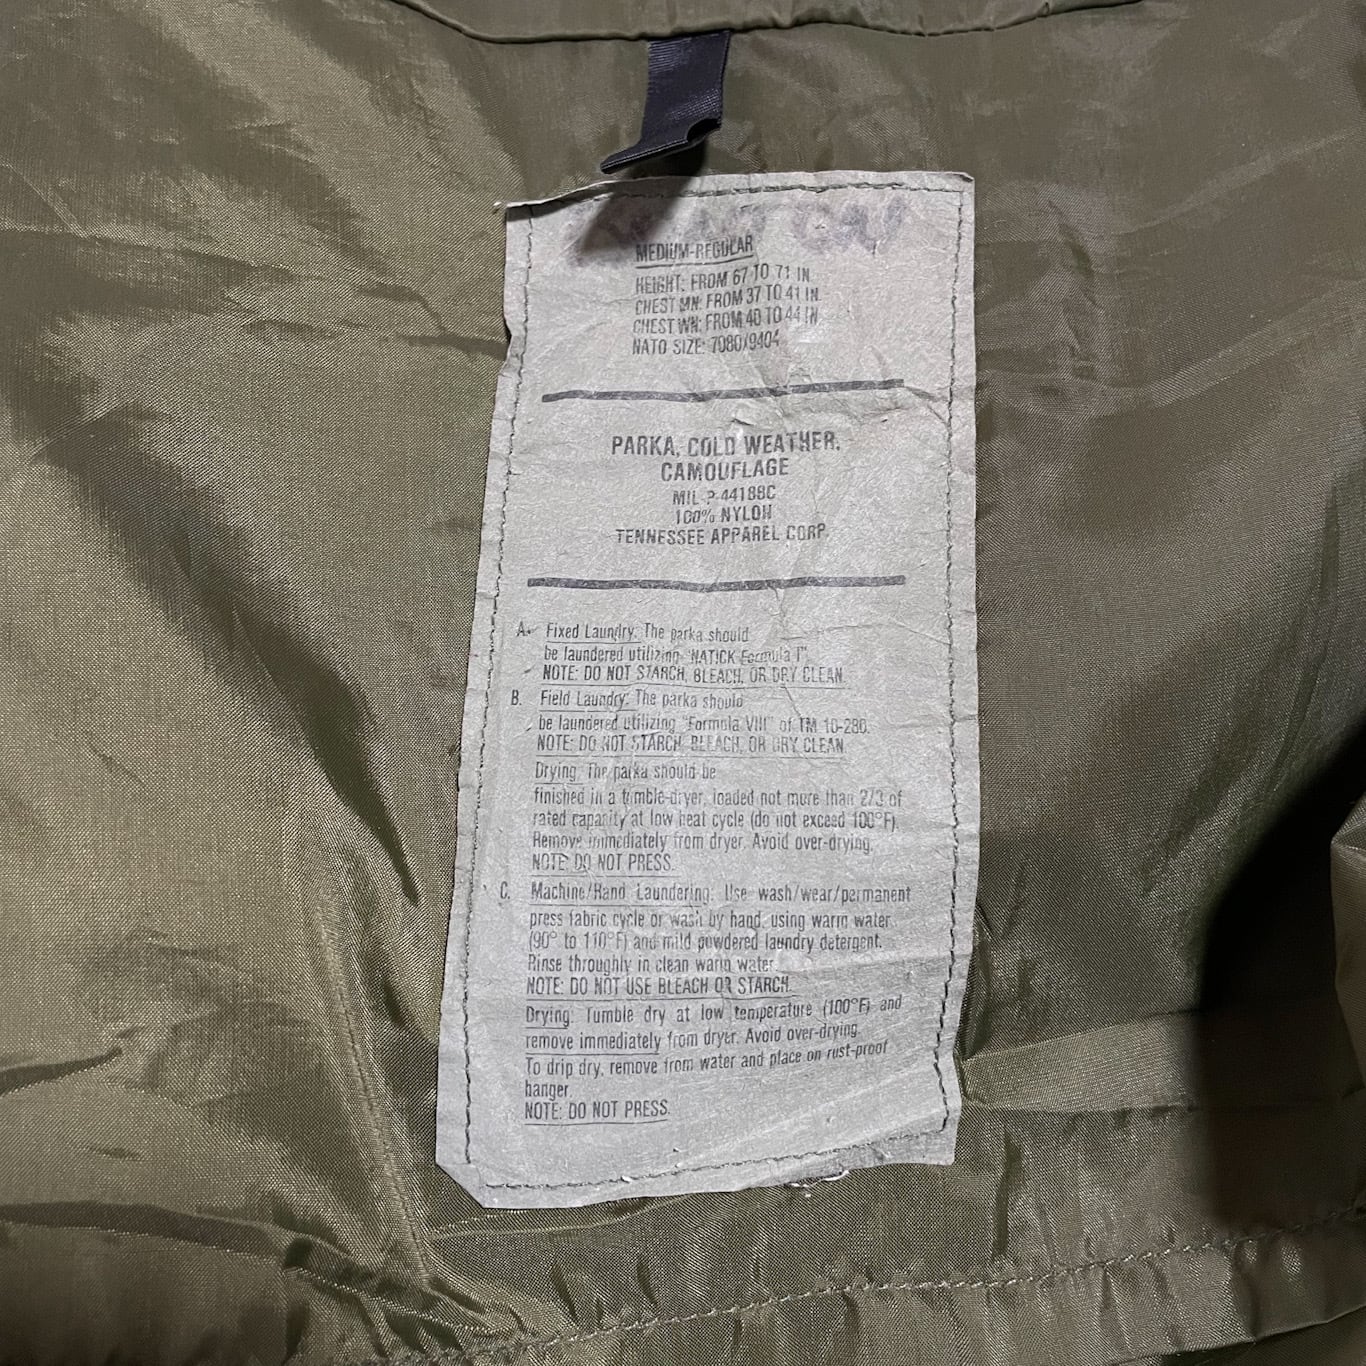 MEDIUM-REGULAR
HEIGHT: FROM 67 TO 71 IN.
CHEST MN: FROM 37 TO 41 IN.
CHEST WN: FROM 40 TO 44 IN.
NATO SIZE: 7080/9404
PARKA, COLD WEATHER,
CAMOUFLAGE
MIL-P-44188C
100% NYLON
TENNESSEE APPAREL CORP.
A. Fixed Laundry: The parka should
be laundered utilizing "NATICK Formula I".
NOTE: DO NOT STARCH, BLEACH, OR DRY CLEAN.
B. Field Laundry: The parka should
be laundered utilizing "Formula VIII" of TM 10-280.
NOTE: DO NOT STARCH, BLEACH, OR DRY CLEAN.
Drying: The parka should be
finished in a tumble-dryer, loaded not more than 2/3 of
rated capacity at low heat cycle (do not exceed 100°F).
Remove immediately from dryer. Avoid over-drying.
NOTE: DO NOT PRESS.
C. Machine/Hand Laundering: Use wash/wear/permanent
press fabric cycle or wash by hand, using warm water
(90° to 110°F) and mild powdered laundry detergent.
Rinse throughly in clean warm water.
NOTE: DO NOT USE BLEACH OR STARCH.
Drying: Tumble dry at low temperature (100°F) and
remove immediately from dryer. Avoid over-drying.
To drip dry, remove from water and place on rust-proof
hanger.
NOTE: DO NOT PRESS.